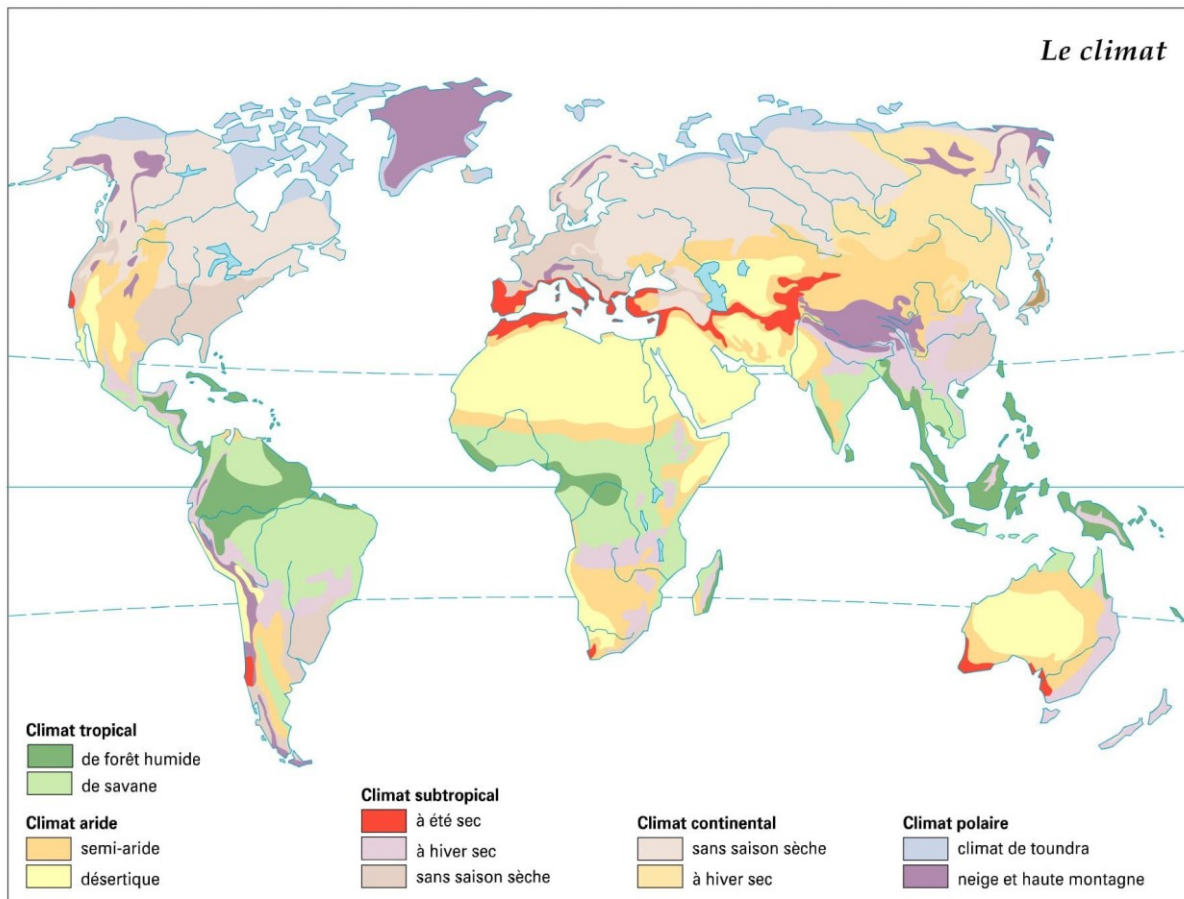 Le climat
Climat tropical
de forêt humide
de savane
Climat aride
semi-aride
désertique
Climat subtropical
à été sec
à hiver sec
sans saison sèche
Climat continental
sans saison sèche
à hiver sec
Climat polaire
climat de toundra
neige et haute montagne